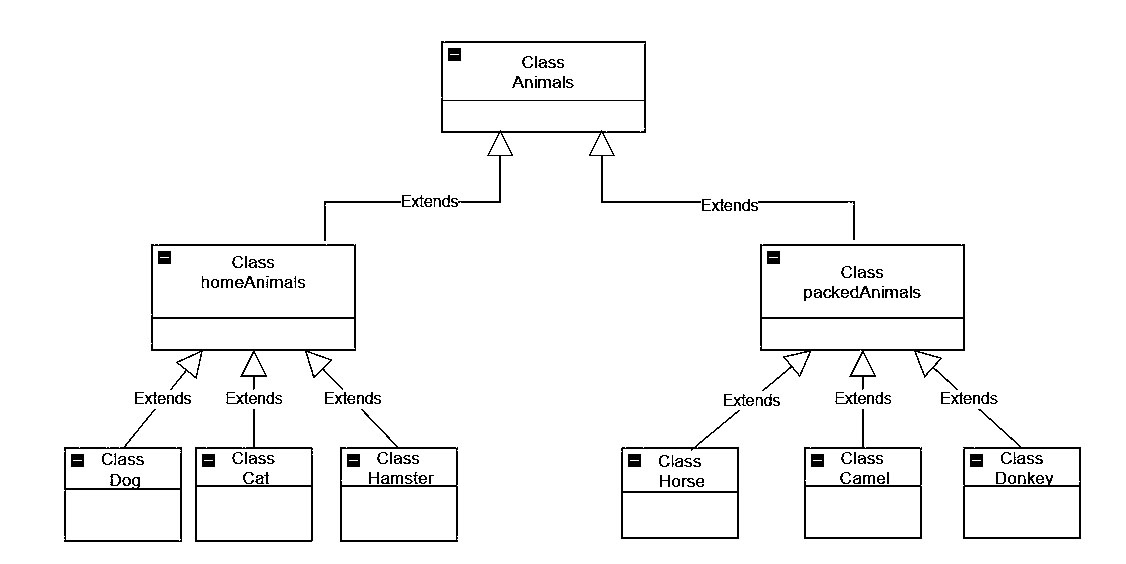 Class
Animals
Extends
Extends
Class
homeAnimals
Class
packedAnimals
Extends
Extends
Extends
Extends
Extends
Extends
Class
Dog
Class
Cat
Class
Hamster
Class
Horse
Class
Camel
Class
Donkey